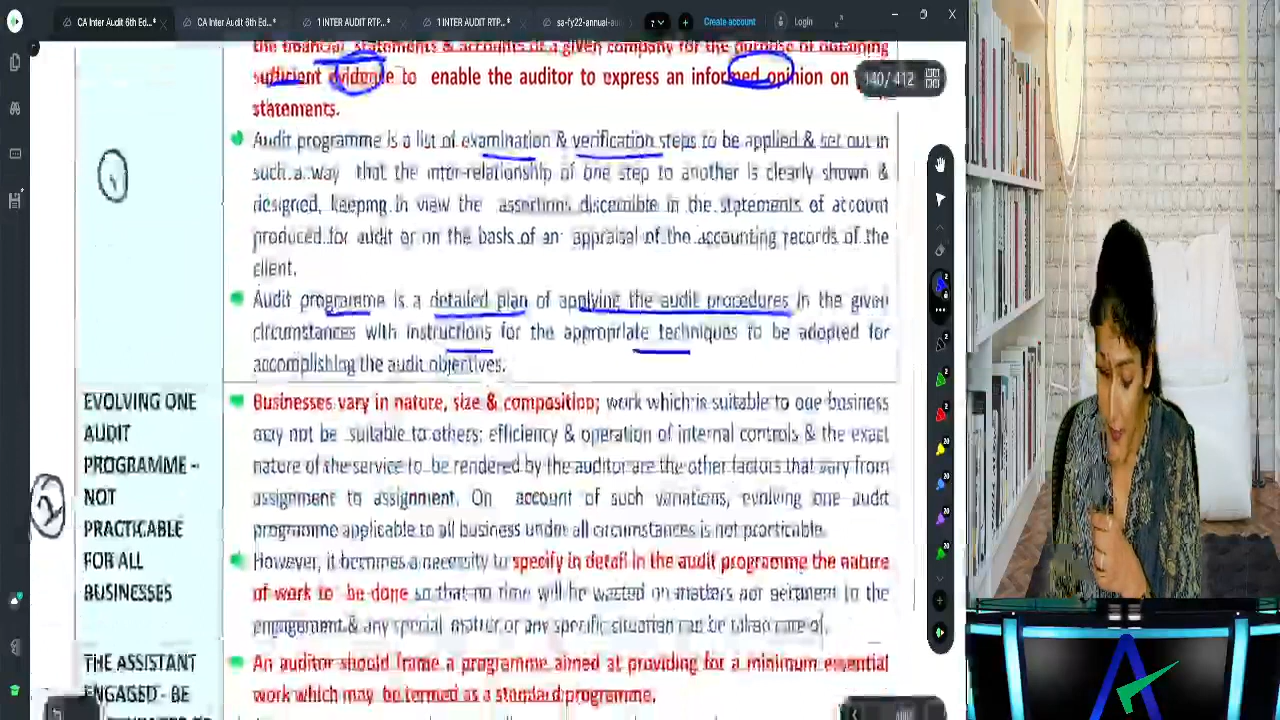 CA Inter Audit 6th Ed...*
CA Inter Audit 6th Ed...*
1 INTER AUDIT RTP...*
1 INTER AUDIT RTP...*
sa-fy22-annual-au
7
Create account
Login
140/412
the financial statements & accounts of a given company for the purpose of obtaining
sufficient evidence to enable the auditor to express an informed opinion on
statements.
Audit programme is a list of examination & verification steps to be applied & set out in
such a way that the inter-relationship of one step to another is clearly shown &
designed, keeping in view the assertions discernible in the statements of account
produced for audit or on the basis of an appraisal of the accounting records of the
client.
Audit programme is a detailed plan of applying the audit procedures in the given
circumstances with instructions for the appropriate techniques to be adopted for
accomplishing the audit objectives.
EVOLVING ONE
AUDIT
PROGRAMME –
NOT
PRACTICABLE
FOR ALL
BUSINESSES
2
Businesses vary in nature, size & composition; work which is suitable to one business
may not be suitable to others; efficiency & operation of internal controls & the exact
nature of the service to be rendered by the auditor are the other factors that vary from
assignment to assignment. On account of such variations, evolving one audit
programme applicable to all business under all circumstances is not practicable.
However, it becomes a necessity to specify in detail in the audit programme the nature
of work to be done so that no time will be wasted on matters not pertinent to the
engagement & any special matter or any specific situation can be taken care of.
THE ASSISTANT
ENGAGED - BE
An auditor should frame a programme aimed at providing for a minimum essential
work which may be termed as a standard programme.